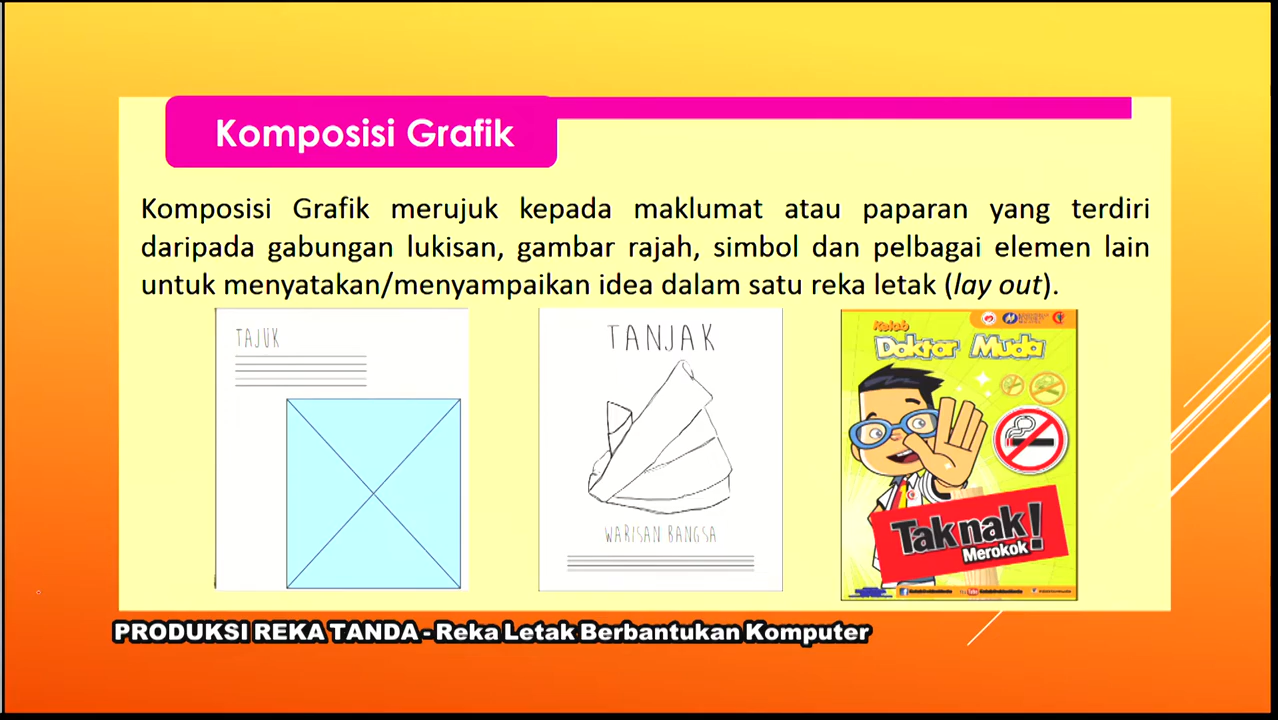 Komposisi Grafik
Komposisi Grafik merujuk kepada maklumat atau paparan yang terdiri
daripada gabungan lukisan, gambar rajah, simbol dan pelbagai elemen lain
untuk menyatakan/menyampaikan idea dalam satu reka letak (lay out).
TAJUK
TANJAK
WARISAN BANGSA
Kelab
Doktor Muda
Tak nak!
Merokok
PRODUKSI REKA TANDA - Reka Letak Berbantukan Komputer